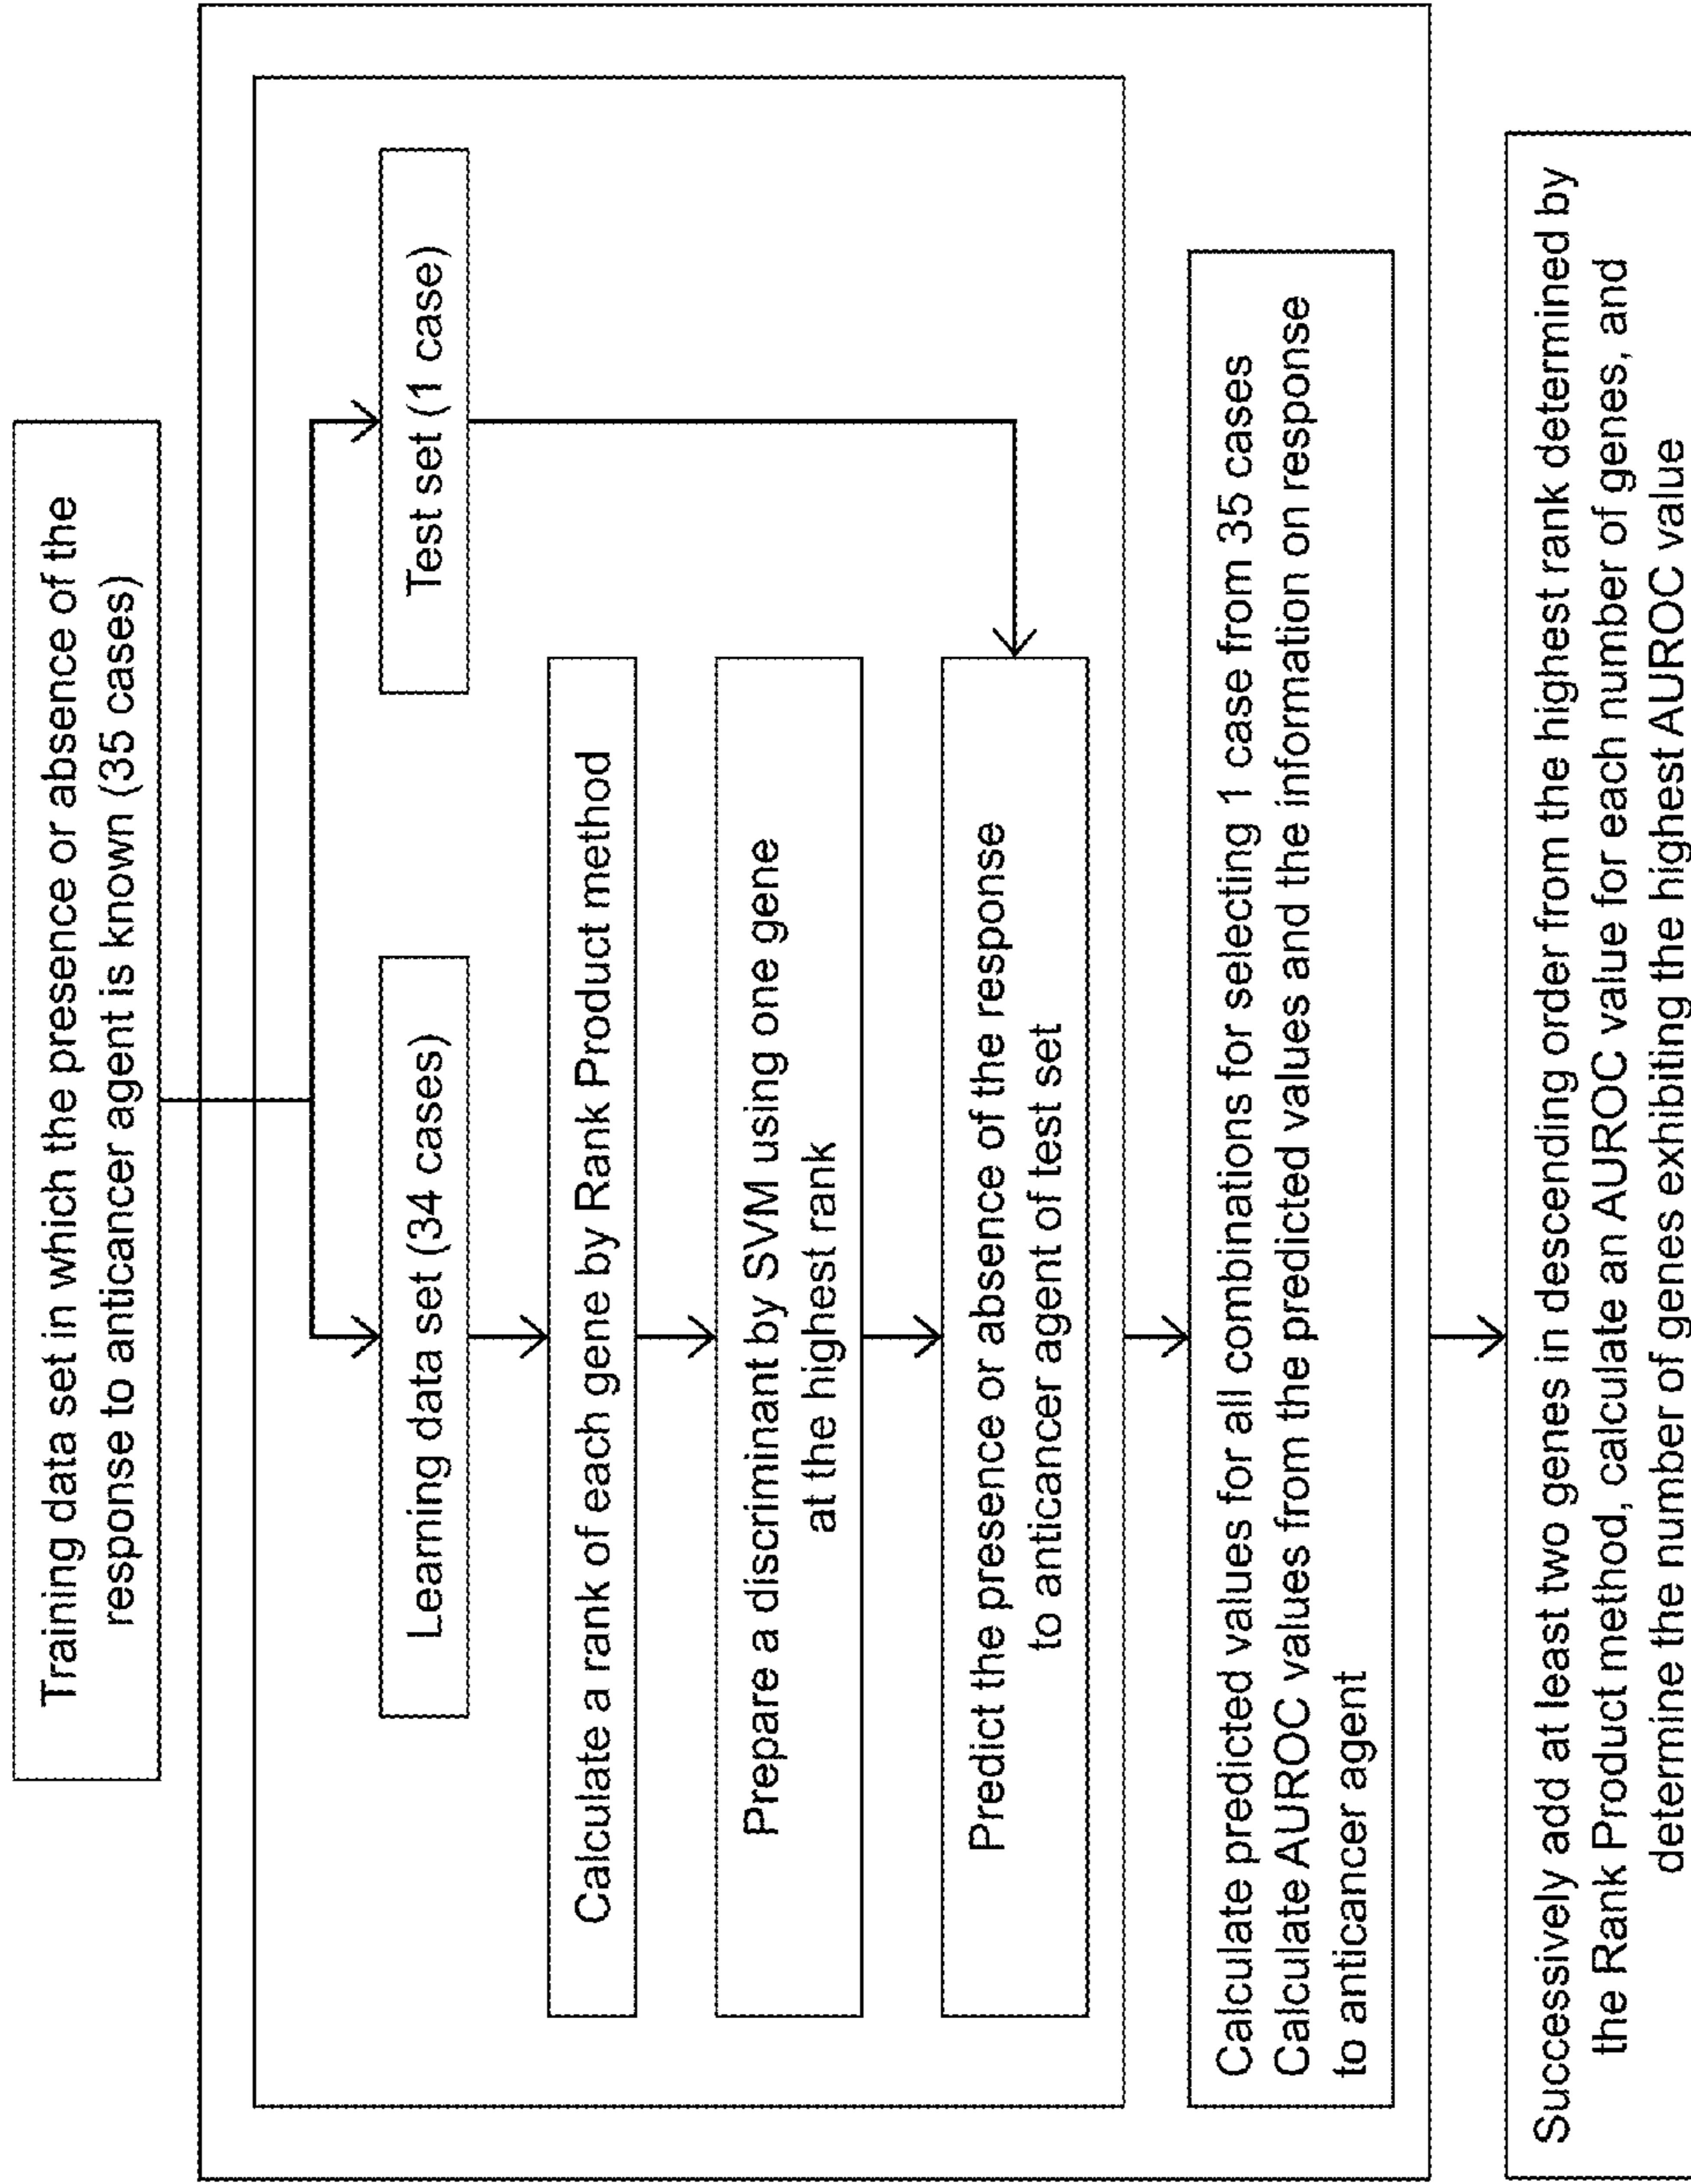 Training data set in which the presence or absence of the
response to anticancer agent is known (35 cases)
Learning data set (34 cases)
Test set (1 case)
Calculate a rank of each gene by Rank Product method
Prepare a discriminant by SVM using one gene
at the highest rank
Predict the presence or absence of the response
to anticancer agent of test set
Calculate predicted values for all combinations for selecting 1 case from 35 cases
Calculate AUROC values from the predicted values and the information on response
to anticancer agent
Successively add at least two genes in descending order from the highest rank determined by
the Rank Product method, calculate an AUROC value for each number of genes, and
determine the number of genes exhibiting the highest AUROC value